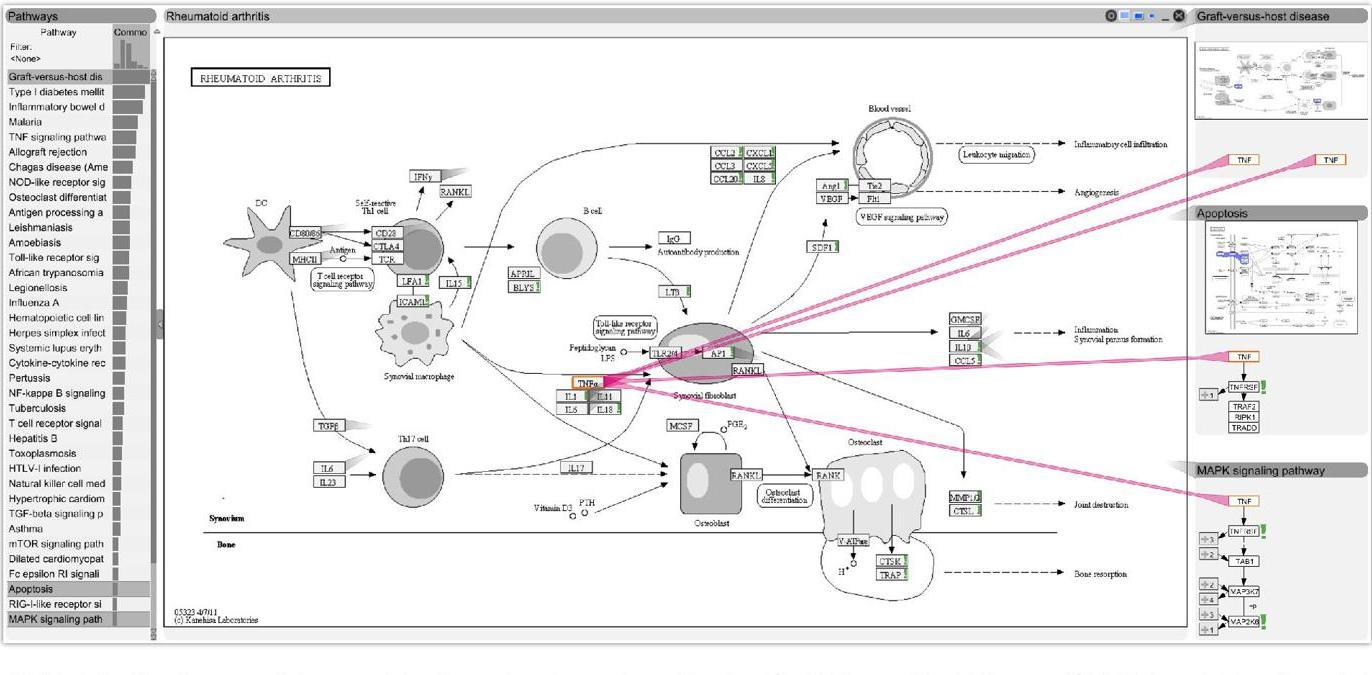 Pathways
Pathway
Commo
Filter:
<None>
Graft-versus-host dis
Type I diabetes mellit
Inflammatory bowel d
Malaria
TNF signaling pathwa
Allograft rejection
Chagas disease (Ame
NOD-like receptor sig
Osteoclast differentiat
Antigen processing a
Leishmaniasis
Amoebiasis
Toll-like receptor sig
African trypanosomia
Legionellosis
Influenza A
Hematopoietic cell lin
Herpes simplex infect
Systemic lupus eryth
Cytokine-cytokine rec
Pertussis
NF-kappa B signaling
Tuberculosis
T cell receptor signal
Hepatitis B
Toxoplasmosis
HTLV-I infection
Natural killer cell med
Hypertrophic cardiom
TGF-beta signaling p
Asthma
mTOR signaling path
Dilated cardiomyopat
Fc epsilon RI signali
Apoptosis
RIG-I-like receptor si
MAPK signaling path
Rheumatoid arthritis
RHEUMATOID ARTHRITIS
Blood vessel
CCL2 CXCL1
CCL3 CXCL5
CCL20 IL8
Leukocyte migration
Inflammatory cell infiltration
IFNγ
RANKL
Ang1 Tie2
VEGF Flt1
Angiogenesis
VEGF signaling pathway
DC
Self-reactive
Th1 cell
B cell
CD80/86
CD28
CTLA4
MHCII
Antigen
TCR
T cell receptor
signaling pathway
LFA1
IL15
ICAM1
IgG
Autoantibody production
SDF1
APRIL
BLYS
LTB
Toll-like receptor
signaling pathway
Peptidoglycan
LPS
TLR2/4
AP1
RANKL
Synovial fibroblast
GMCSF
IL6
IL1β
CCL5
Inflammation
Synovial pannus formation
Synovial macrophage
TNFα
IL1 IL11
IL6 IL18
TGFβ
Th17 cell
IL6
IL23
IL17
MCSF
PGE2
Vitamin D3
PTH
RANKL
RANK
Osteoclast
differentiation
Osteoblast
Osteoclast
CTSL
Joint destruction
Synovium
Bone
V-ATPase
H+
CTSK
TRAP
Bone resorption
05323 4/7/11
(c) Kanehisa Laboratories
Graft-versus-host disease
TNF
TNF
Apoptosis
TNF
+1
TNFRSF
TRAF2
RIPK1
TRADD
MAPK signaling pathway
TNF
TNFRSF
+3
+2
TAB1
+2
MAP3K7
+4
+p
+3
MAP2K6
+1